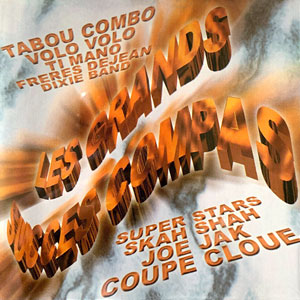 TABOU COMBO
VOLO VOLO
TI MANO
FRERES DEJEAN
DIXIE BAND
LES GRANDS
SUCCES COMPAS
SUPER STARS
SKAH SHAH
JOE JAK
COUPE CLOUE